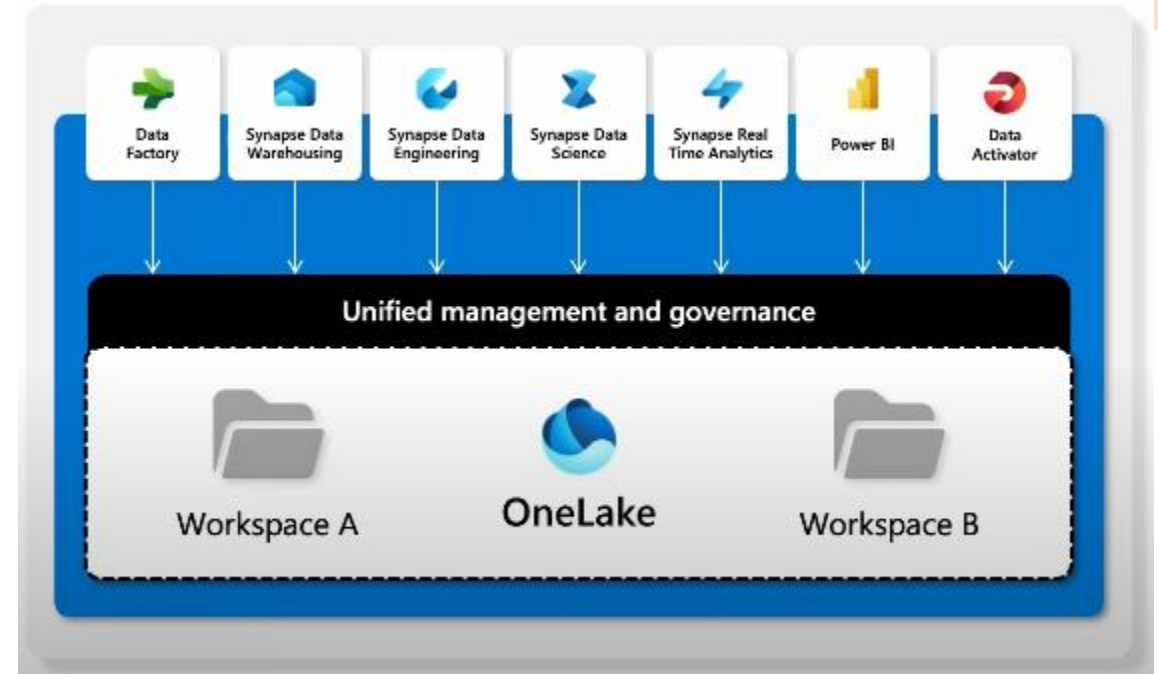 Data
Factory
Synapse Data
Warehousing
Synapse Data
Engineering
Synapse Data
Science
Synapse Real
Time Analytics
Power BI
Data
Activator
Unified management and governance
Workspace A
OneLake
Workspace B